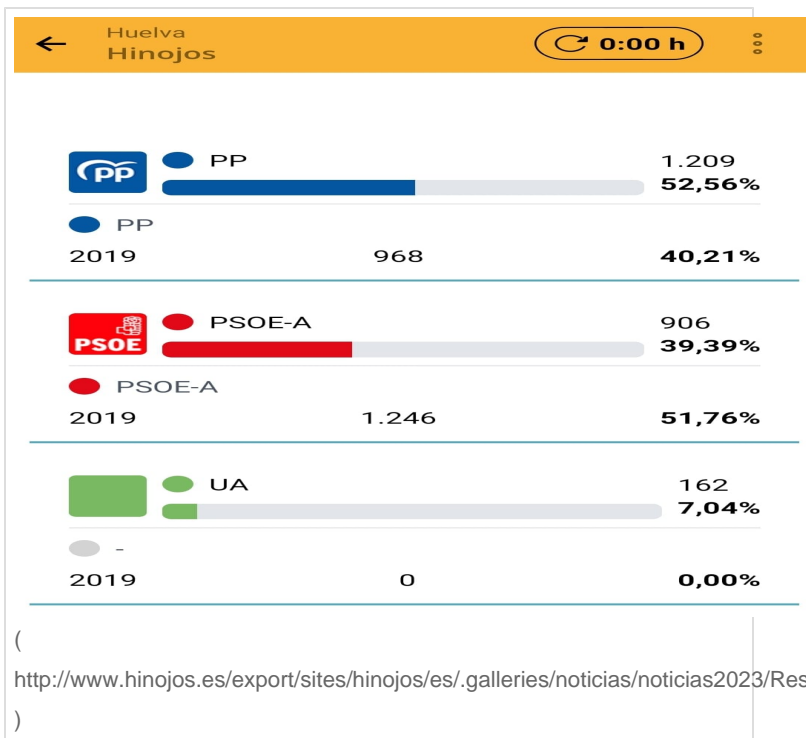 Huelva
Hinojos
0:00 h
PP
PP
1.209
52,56%
PP
2019 968 40,21%
PSOE
PSOE-A
906
39,39%
PSOE-A
2019 1.246 51,76%
UA
162
7,04%
-
2019 0 0,00%
(
http://www.hinojos.es/export/sites/hinojos/es/.galleries/noticias/noticias2023/Res
)